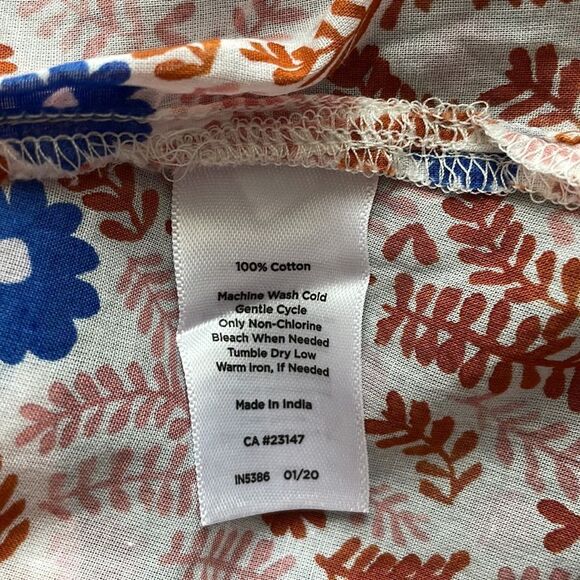 100% Cotton
Machine Wash Cold
Gentle Cycle
Only Non-Chlorine
Bleach When Needed
Tumble Dry Low
Warm Iron, If Needed
Made In India
CA #23147
IN5386 01/20